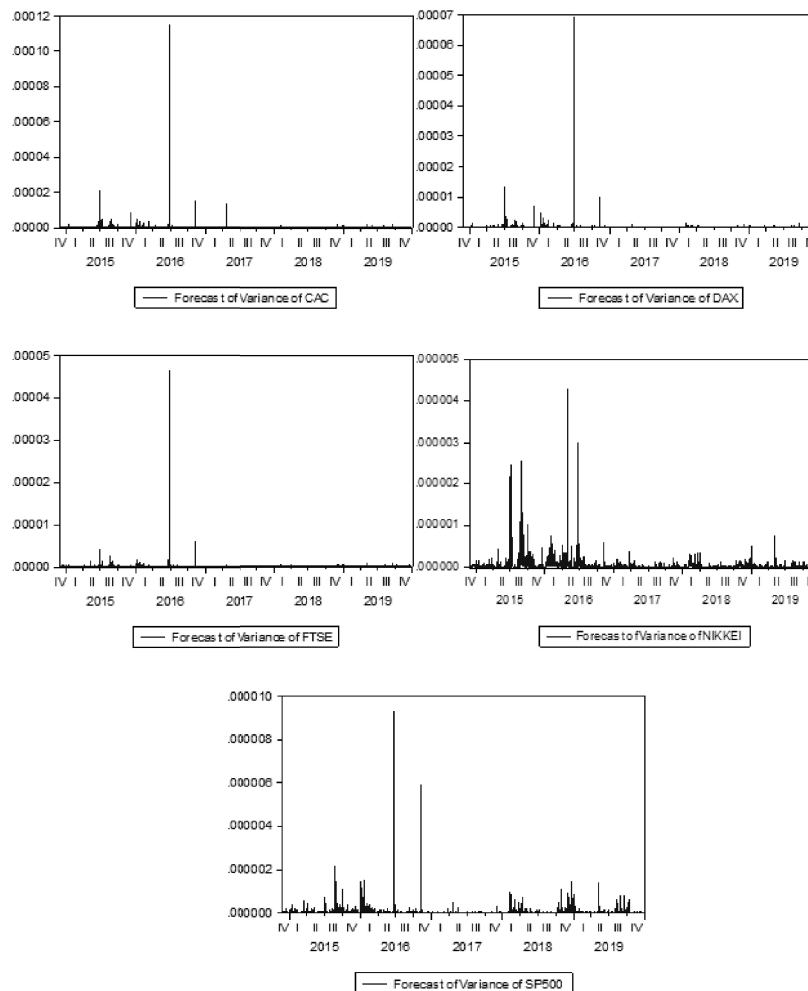 .00012
.00010
.00008
.00006
.00004
.00002
.00000
IV I II III IV I II III IV I II III IV I II III IV I II III IV
2015 2016 2017 2018 2019
Forecast of Variance of CAC
.00007
.00006
.00005
.00004
.00003
.00002
.00001
.00000
IV I II III IV I II III IV I II III IV I II III IV I II III
2015 2016 2017 2018 2019
Forecast of Variance of DAX
.00005
.00004
.00003
.00002
.00001
.00000
IV I II III IV I II III IV I II III IV I II III IV I II III IV
2015 2016 2017 2018 2019
Forecast of Variance of FTSE
.000005
.000004
.000003
.000002
.000001
.000000
IV I II III IV I II III IV I II III IV I II III IV I II III
2015 2016 2017 2018 2019
Forecast of Variance of NIKKEI
.000010
.000008
.000006
.000004
.000002
.000000
IV I II III IV I II III IV I II III IV I II III IV I II III IV
2015 2016 2017 2018 2019
Forecast of Variance of SP500